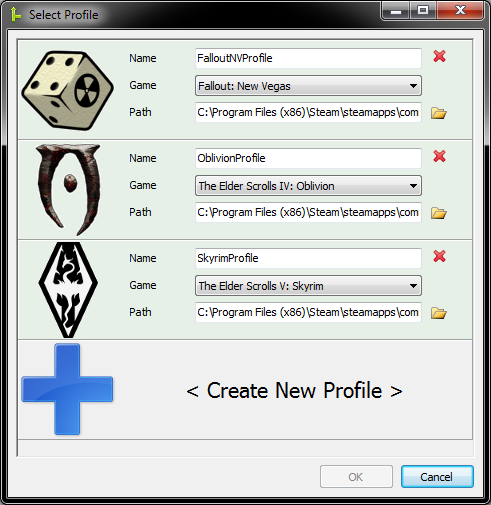 Select Profile
Name FalloutNVProfile
Game Fallout: New Vegas
Path C:\Program Files (x86)\Steam\steamapps\com
Name OblivionProfile
Game The Elder Scrolls IV: Oblivion
Path C:\Program Files (x86)\Steam\steamapps\com
Name SkyrimProfile
Game The Elder Scrolls V: Skyrim
Path C:\Program Files (x86)\Steam\steamapps\com
< Create New Profile >
OK Cancel